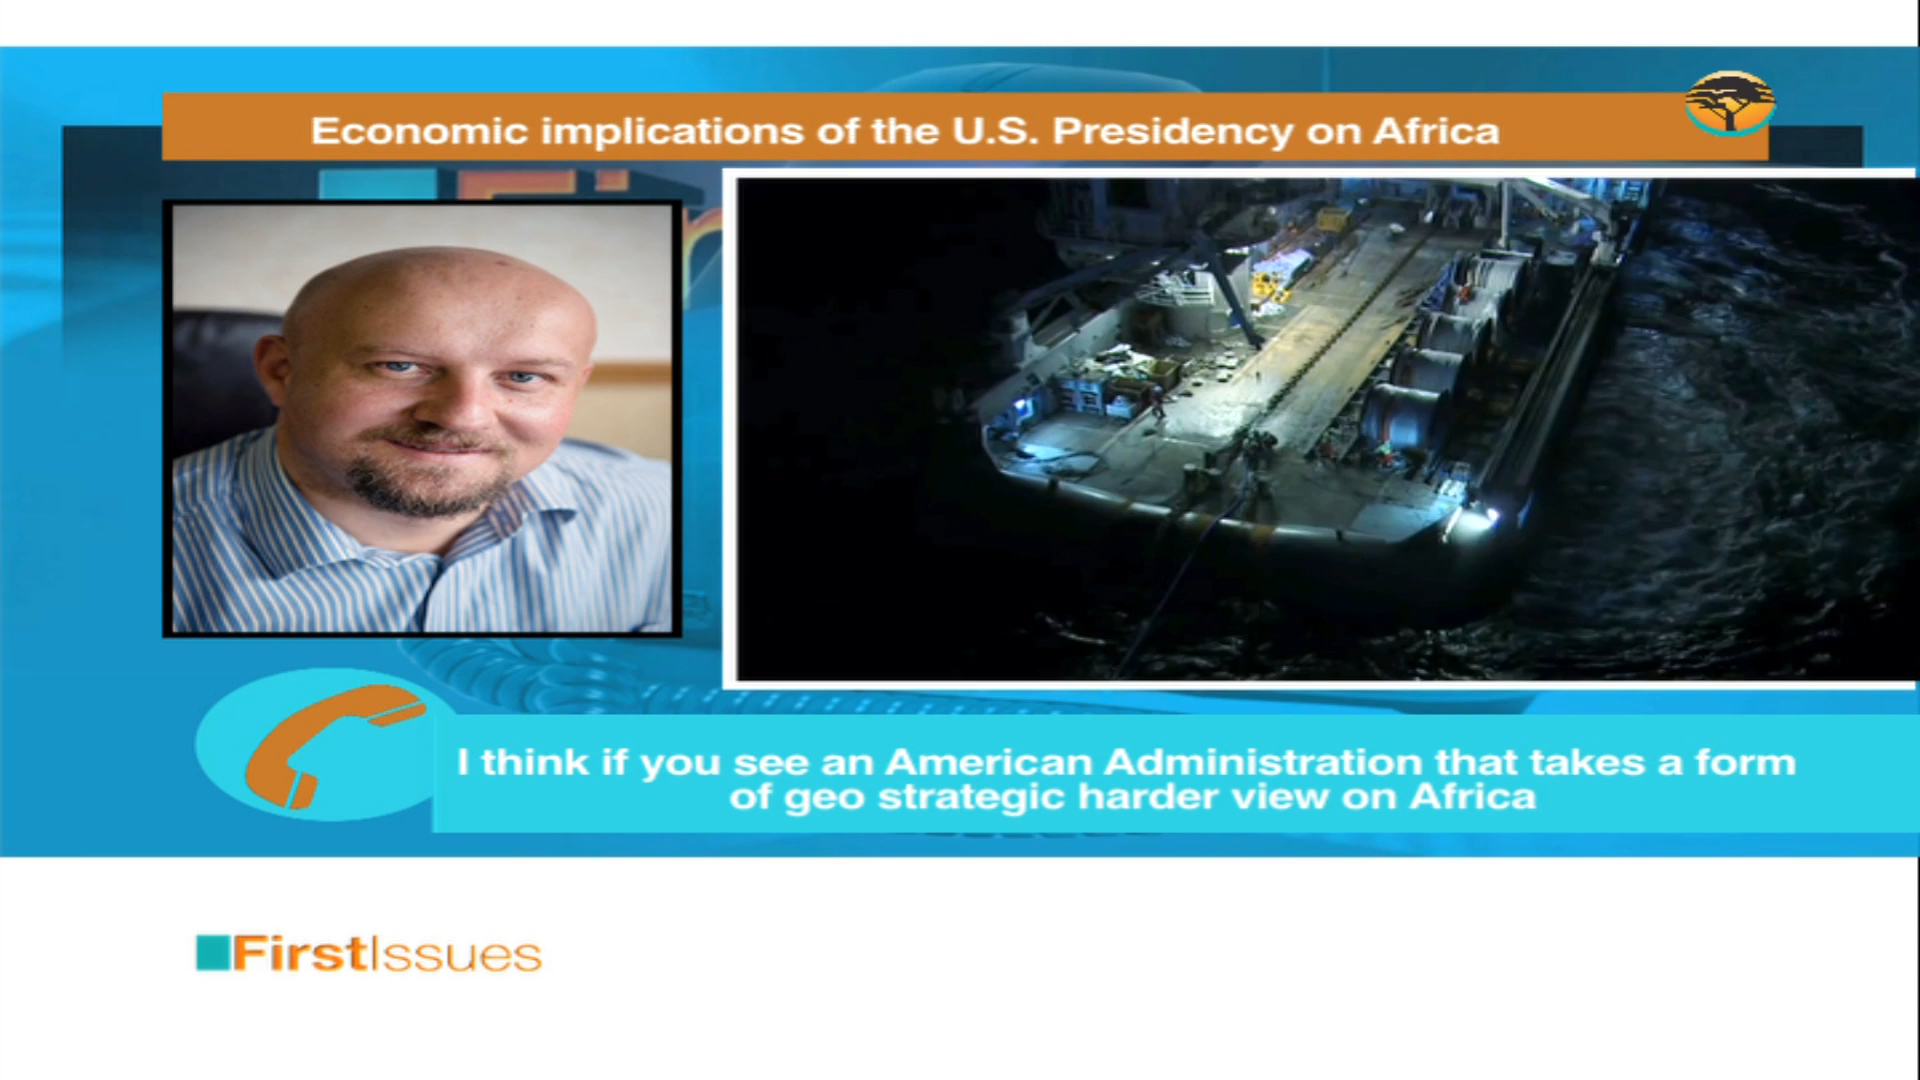 Economic implications of the U.S. Presidency on Africa
I think if you see an American Administration that takes a form
of geo strategic harder view on Africa
FirstIssues